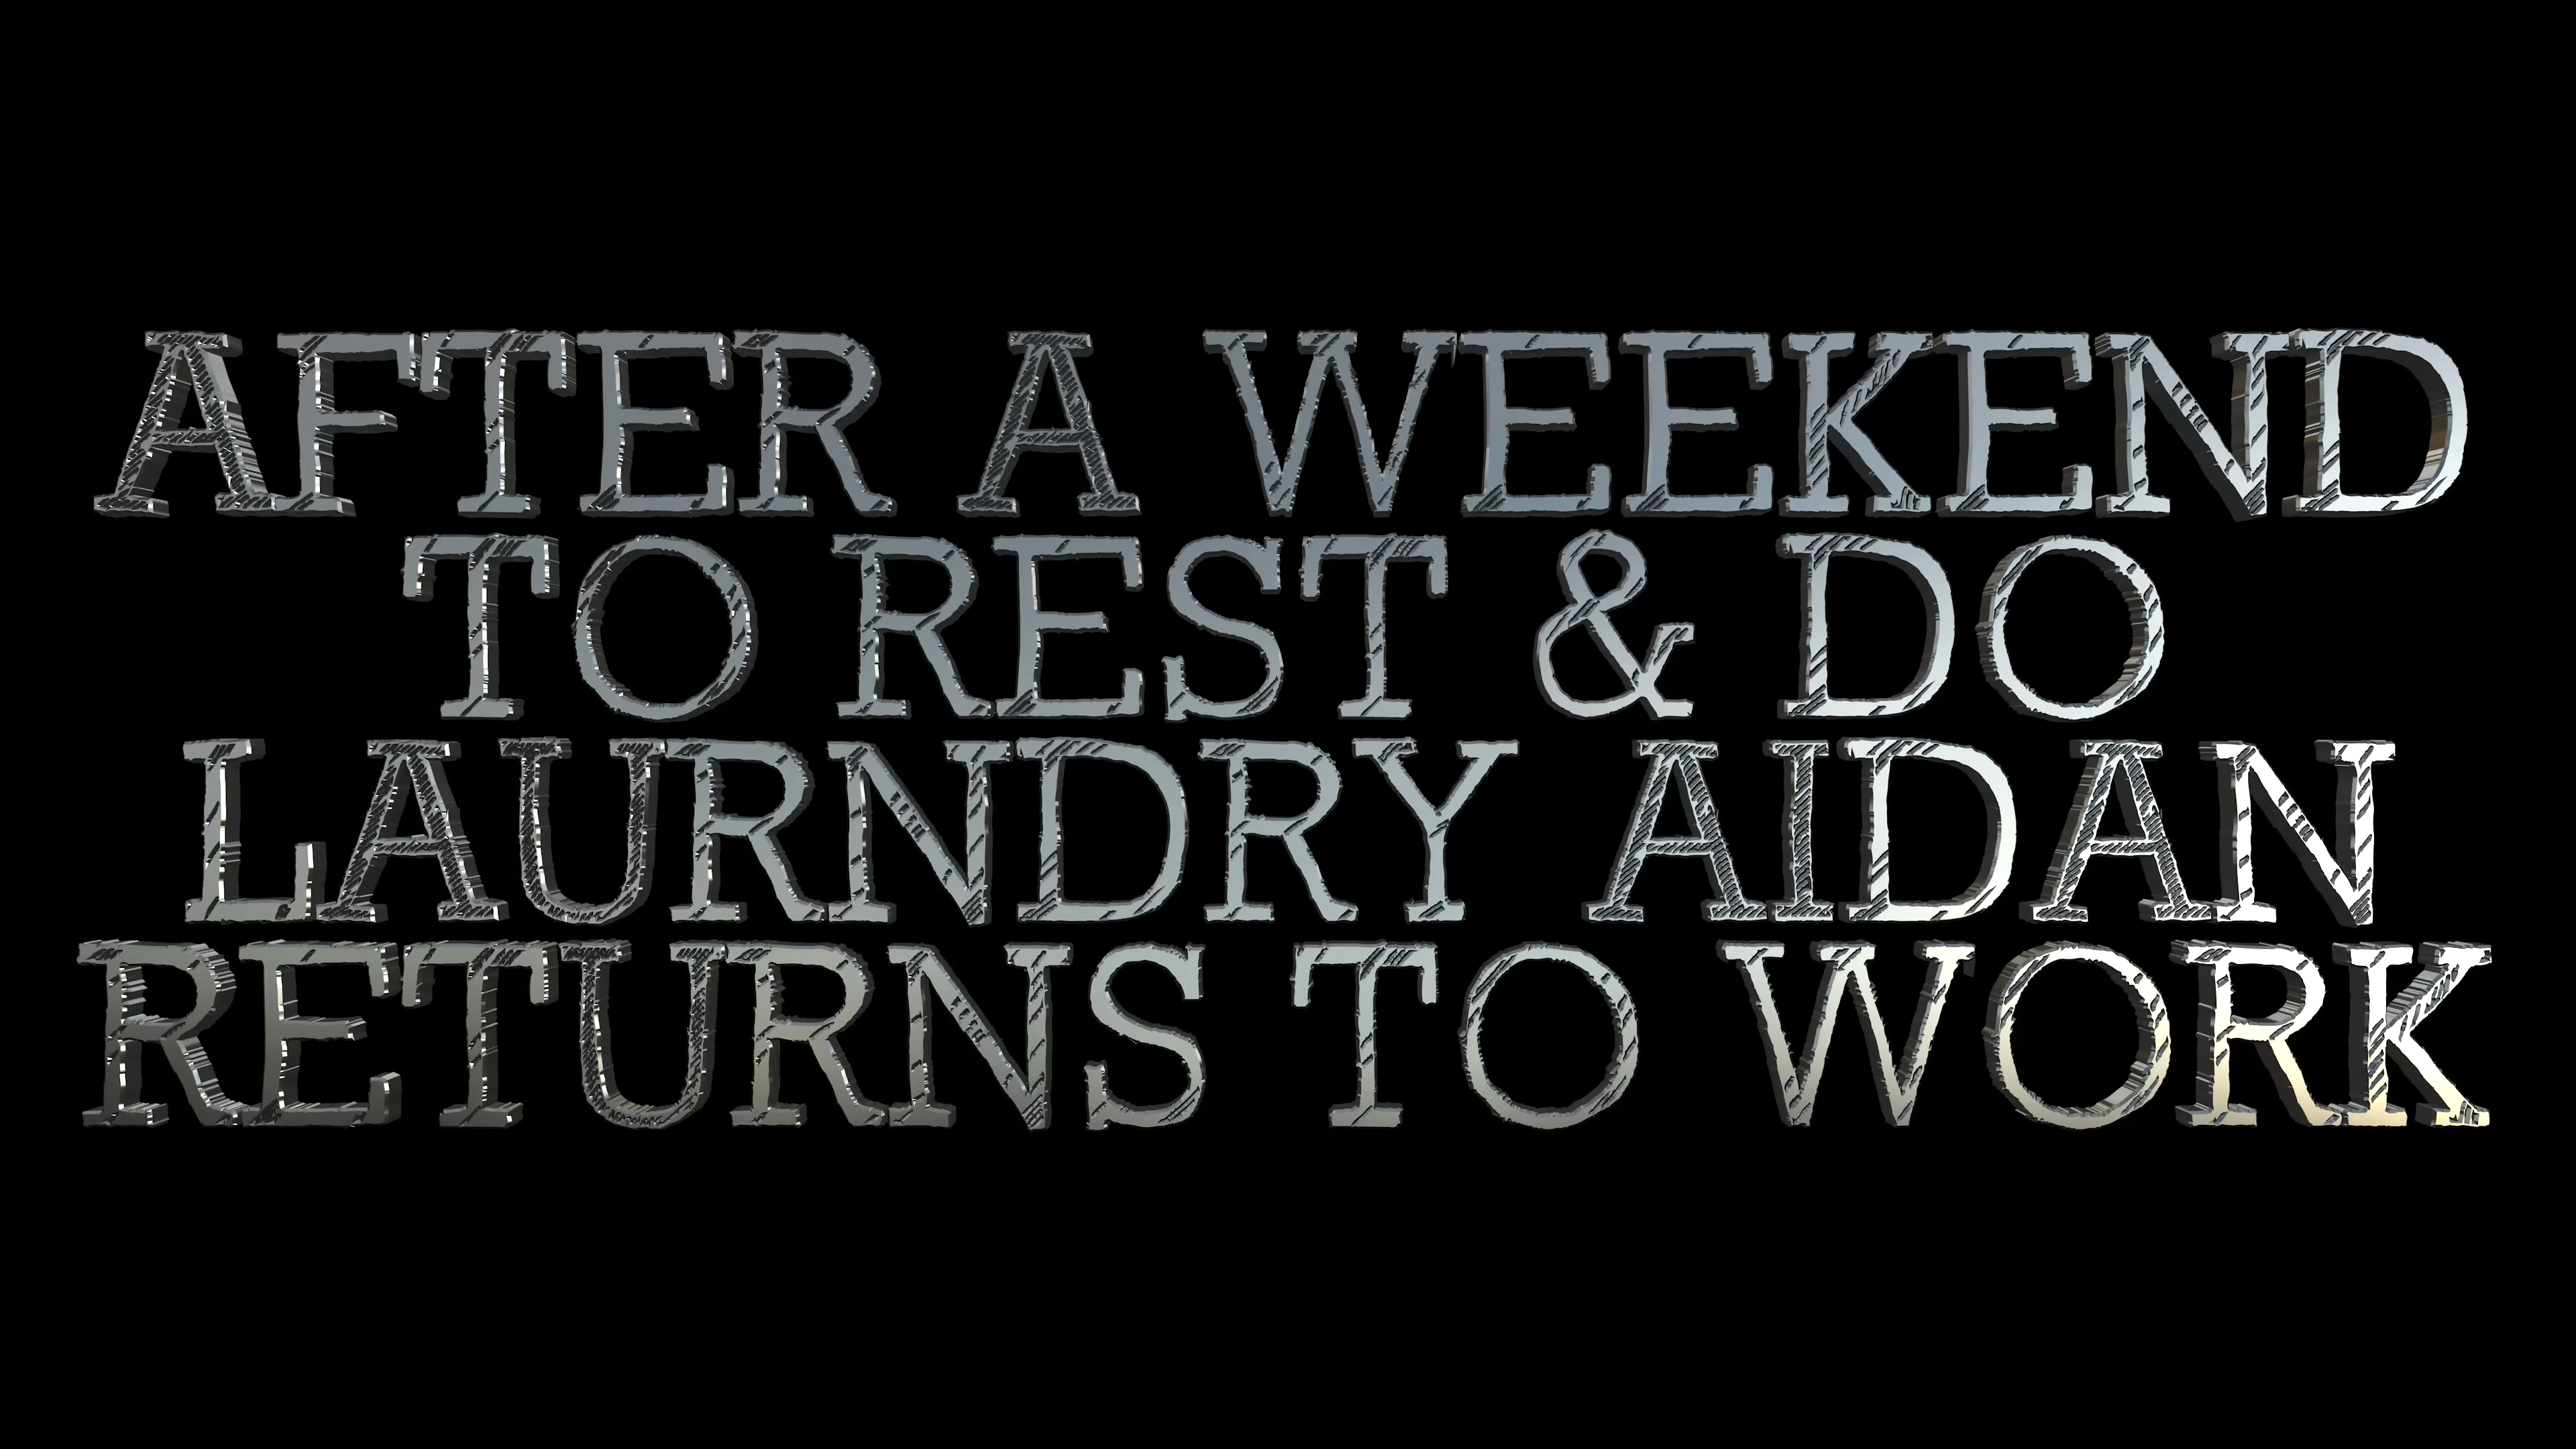 AFTER A WEEKEND
TO REST & DO
LAURNDRY AIDAN
RETURNS TO WORK